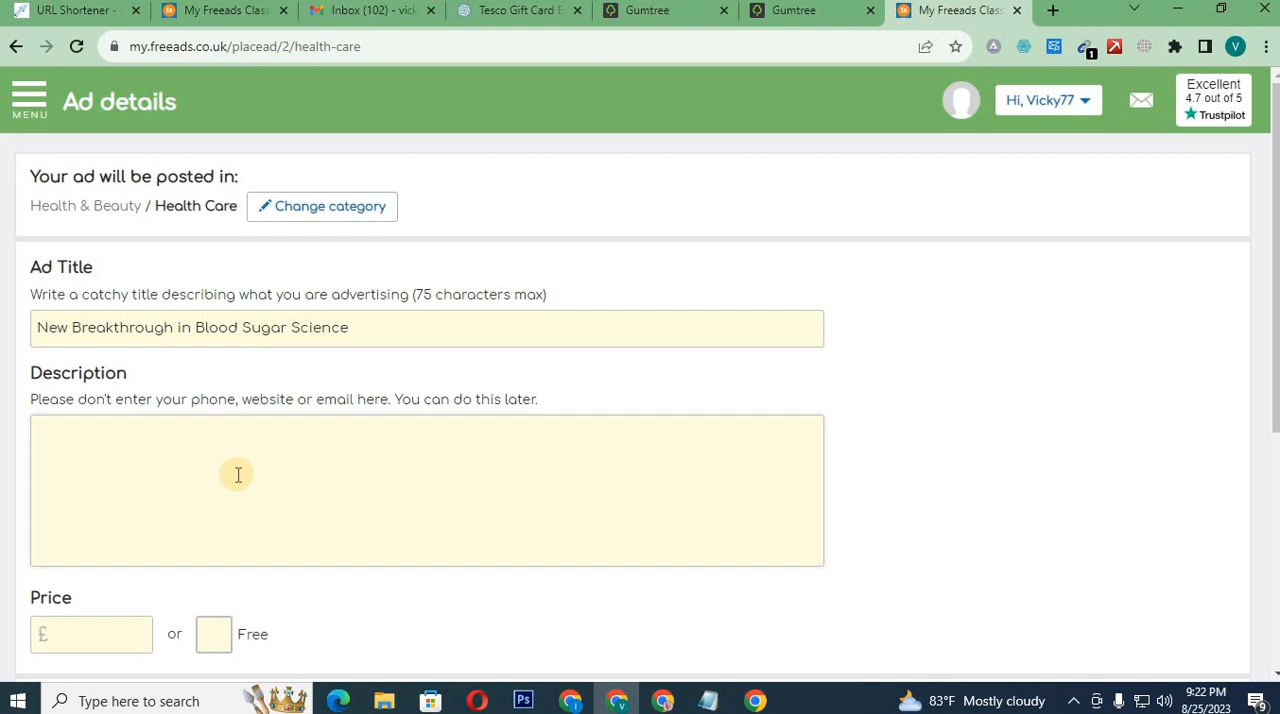 URL Shortener -
My Freeads Class
Inbox (102) - vick
Tesco Gift Card E
Gumtree
Gumtree
My Freeads Class
my.freeads.co.uk/placead/2/health-care
1
V
MENU
Ad details
Hi, Vicky77
Excellent
4.7 out of 5
Trustpilot
Your ad will be posted in:
Health & Beauty / Health Care
Change category
Ad Title
Write a catchy title describing what you are advertising (75 characters max)
New Breakthrough in Blood Sugar Science
Description
Please don't enter your phone, website or email here. You can do this later.
Price
£ or Free
Type here to search
Ps
83°F Mostly cloudy
9:22 PM
8/25/2023
9